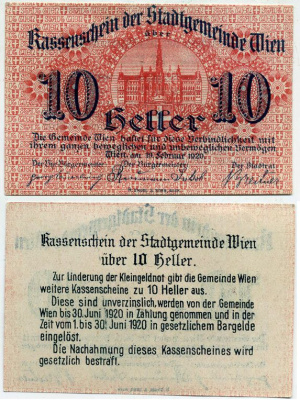 Kassenschein der Stadtgemeinde Wien
über
10 10
Heller
Die Gemeinde Wien haftet für diese Verbindlichkeit mit
ihrem ganzen beweglichen und unbeweglichen Vermögen
Wien, am 19. Februar 1920.
Der Bürgermeister
Kassenschein der Stadtgemeinde Wien
über 10 Heller.
Zur Linderung der Kleingeldnot gibt die Gemeinde Wien
weitere Kassenscheine zu 10 Heller aus.
Diese sind unverzinslich, werden von der Gemeinde
Wien bis 30. Juni 1920 in Zahlung genommen und in der
Zeit vom 1. bis 30. Juni 1920 in gesetzlichem Bargelde
eingelöst.
Die Nachahmung dieses Kassenscheines wird
gesetzlich bestraft.